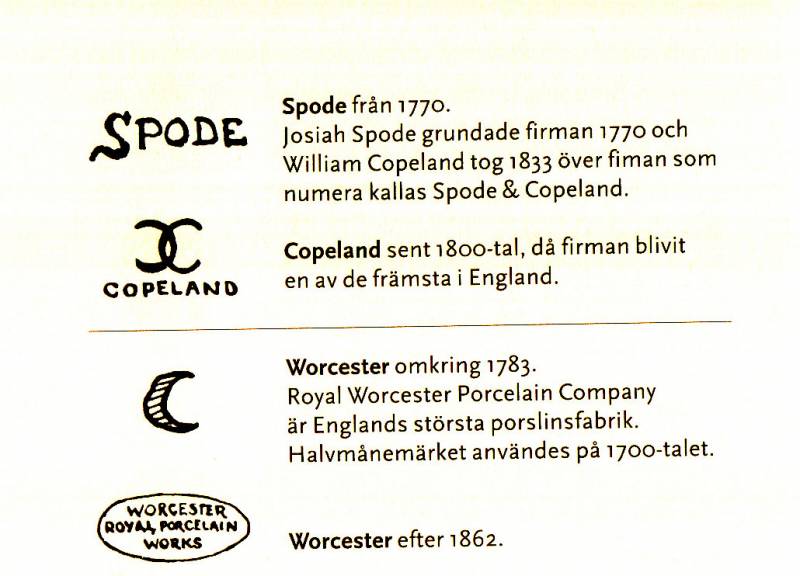 SPODE
Spode från 1770.
Josiah Spode grundade firman 1770 och
William Copeland tog 1833 över fiman som
numera kallas Spode & Copeland.
COPELAND
Copeland sent 1800-tal, då firman blivit
en av de främsta i England.
Worcester omkring 1783.
Royal Worcester Porcelain Company
är Englands största porslinsfabrik.
Halvmånemärket användes på 1700-talet.
WORCESTER
ROYAL PORCELAIN
WORKS
Worcester efter 1862.